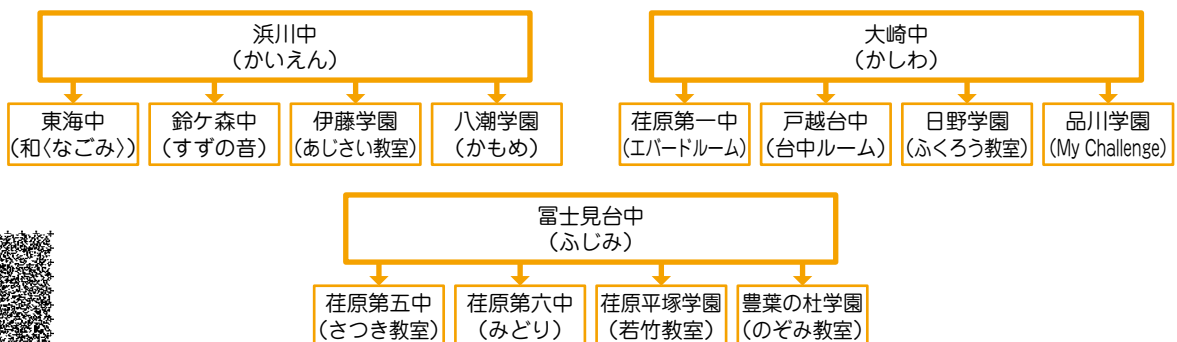 浜川中
(かいえん)
東海中
(和〈なごみ〉)
鈴ケ森中
(すずの音)
伊藤学園
(あじさい教室)
八潮学園
(かもめ)
大崎中
(かしわ)
荏原第一中
(エバードルーム)
戸越台中
(台中ルーム)
日野学園
(ふくろう教室)
品川学園
(My Challenge)
冨士見台中
(ふじみ)
荏原第五中
(さつき教室)
荏原第六中
(みどり)
荏原平塚学園
(若竹教室)
豊葉の杜学園
(のぞみ教室)